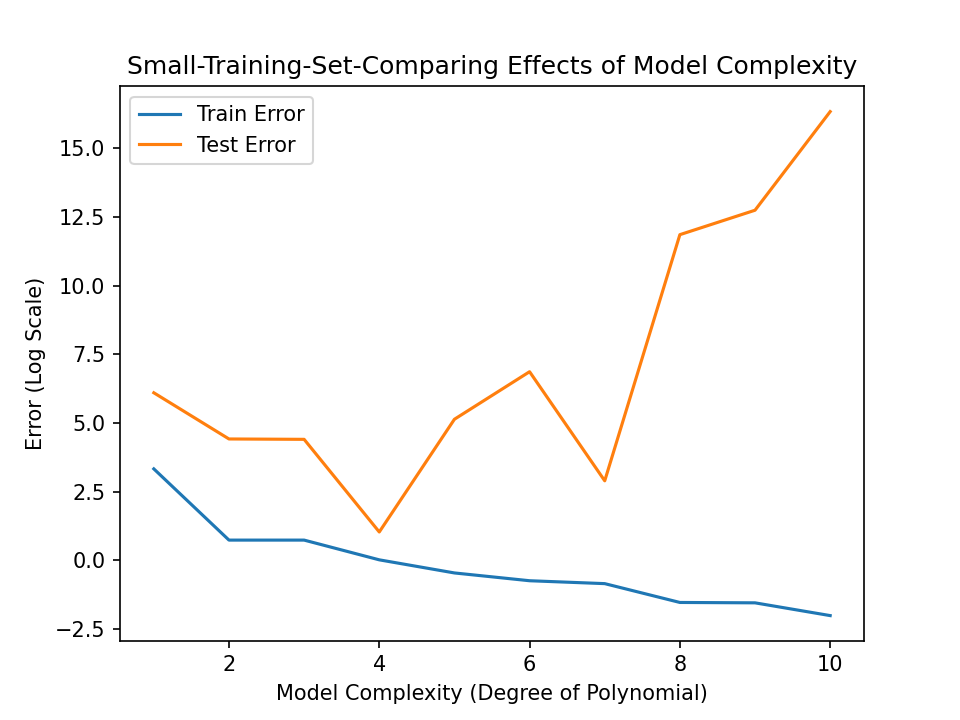 Small-Training-Set-Comparing Effects of Model Complexity
Train Error
Test Error
15.0
12.5
10.0
7.5
5.0
2.5
0.0
−2.5
Error (Log Scale)
2 4 6 8 10
Model Complexity (Degree of Polynomial)